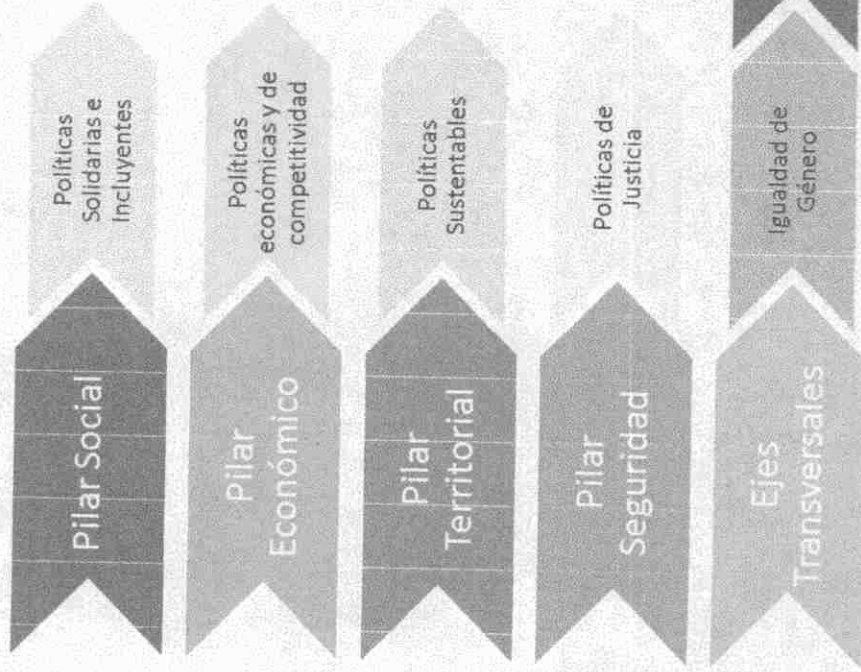 Pilar Social
Políticas
Solidarias e
Incluyentes
Pilar
Económico
Políticas
económicas y de
competitividad
Pilar
Territorial
Políticas
Sustentables
Pilar
Seguridad
Políticas de
Justicia
Ejes
Transversales
Igualdad de
Género